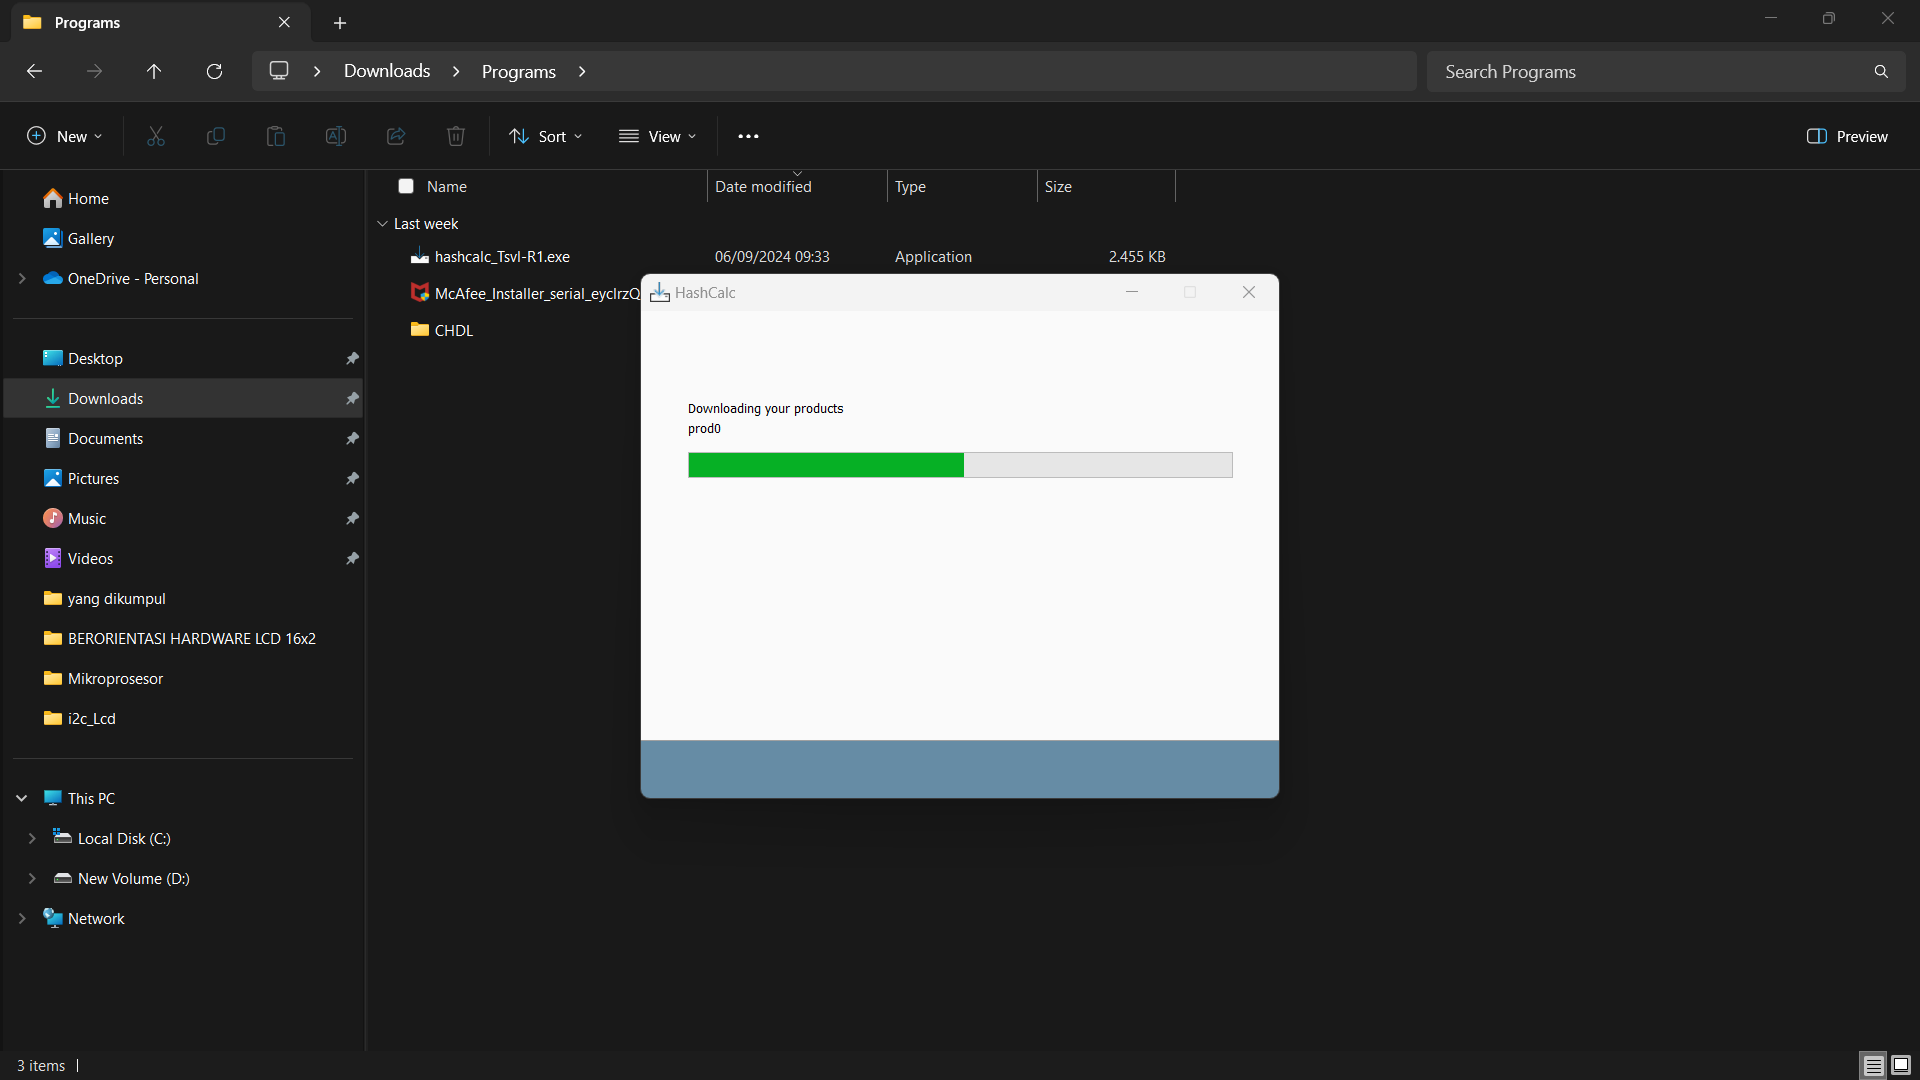 Programs
Downloads
Programs
Search Programs
New
Sort
View
Preview
Home
Gallery
OneDrive - Personal
Desktop
Downloads
Documents
Pictures
Music
Videos
yang dikumpul
BERORIENTASI HARDWARE LCD 16x2
Mikroprosesor
i2c_Lcd
This PC
Local Disk (C:)
New Volume (D:)
Network
Name
Date modified
Type
Size
Last week
hashcalc_Tsvl-R1.exe
06/09/2024 09:33
Application
2.455 KB
McAfee_Installer_serial_eyclrzQ
CHDL
HashCalc
Downloading your products
prod0
3 items